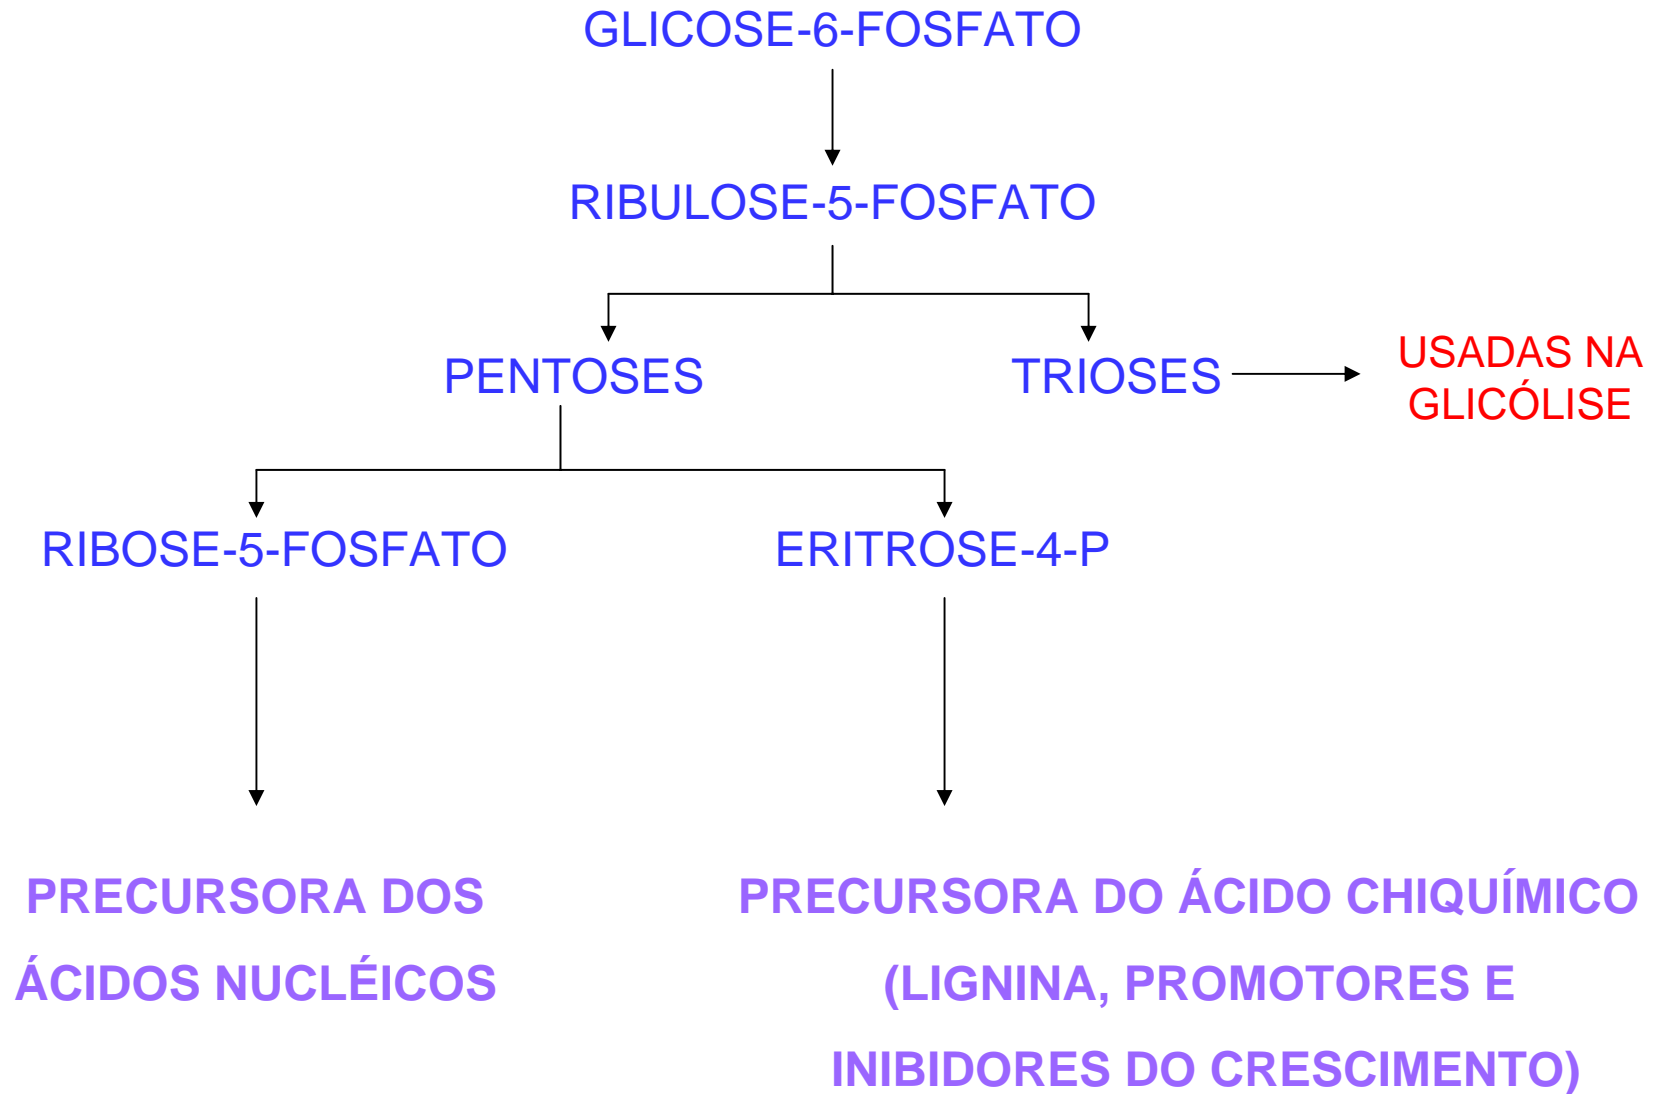 GLICOSE-6-FOSFATO
RIBULOSE-5-FOSFATO
PENTOSES
TRIOSES
USADAS NA
GLICÓLISE
RIBOSE-5-FOSFATO
ERITROSE-4-P
PRECURSORA DOS
ÁCIDOS NUCLÉICOS
PRECURSORA DO ÁCIDO CHIQUÍMICO
(LIGNINA, PROMOTORES E
INIBIDORES DO CRESCIMENTO)